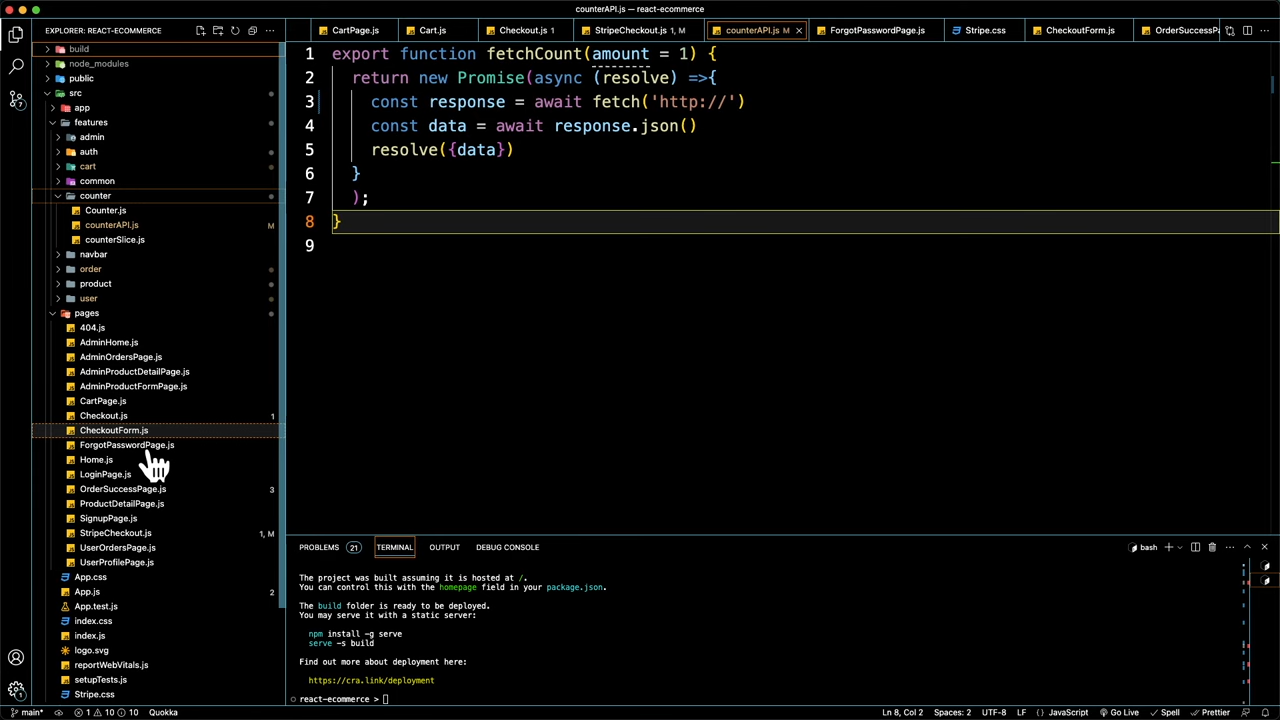 counterAPI.js — react-ecommerce
EXPLORER: REACT-ECOMMERCE
CartPage.js
Cart.js
Checkout.js 1
StripeCheckout.js 1, M
counterAPI.js M
ForgotPasswordPage.js
Stripe.css
CheckoutForm.js
OrderSuccessPa
build
node_modules
public
src
app
features
admin
auth
cart
common
counter
Counter.js
counterAPI.js M
counterSlice.js
navbar
order
product
user
pages
404.js
AdminHome.js
AdminOrdersPage.js
AdminProductDetailPage.js
AdminProductFormPage.js
CartPage.js
Checkout.js 1
CheckoutForm.js
ForgotPasswordPage.js
Home.js
LoginPage.js
OrderSuccessPage.js 3
ProductDetailPage.js
SignupPage.js
StripeCheckout.js 1, M
UserOrdersPage.js
UserProfilePage.js
App.css
App.js 2
App.test.js
index.css
index.js
logo.svg
reportWebVitals.js
setupTests.js
Stripe.css
1 export function fetchCount(amount = 1) {
2 return new Promise(async (resolve) =>{
3 const response = await fetch('http://')
4 const data = await response.json()
5 resolve({data})
6 }
7 );
8 }
9
PROBLEMS 21 TERMINAL OUTPUT DEBUG CONSOLE
bash
The project was built assuming it is hosted at /.
You can control this with the homepage field in your package.json.
The build folder is ready to be deployed.
You may serve it with a static server:
npm install -g serve
serve -s build
Find out more about deployment here:
https://cra.link/deployment
react-ecommerce >
7
1
main* 1 10 10 Quokka
Ln 8, Col 2 Spaces: 2 UTF-8 LF { } JavaScript Go Live Spell Prettier